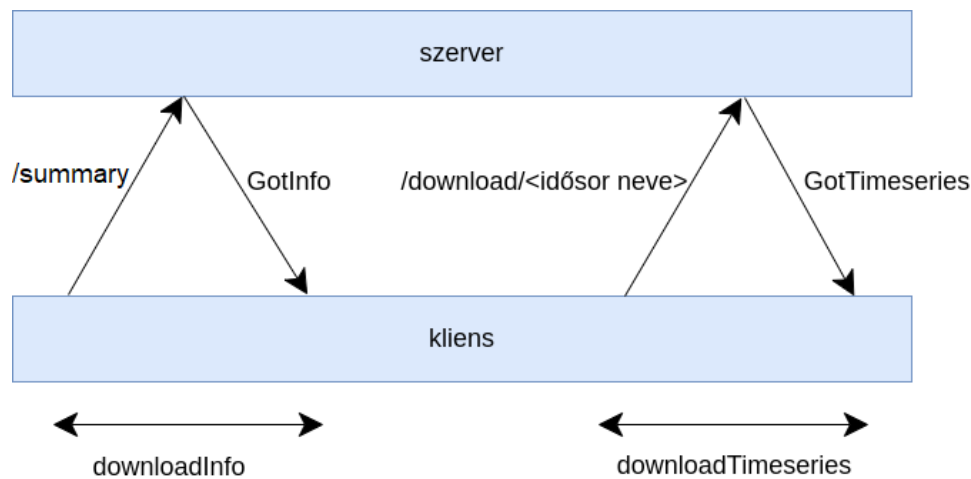 szerver
/summary
GotInfo
/download/<idősor neve>
GotTimeseries
kliens
downloadInfo
downloadTimeseries